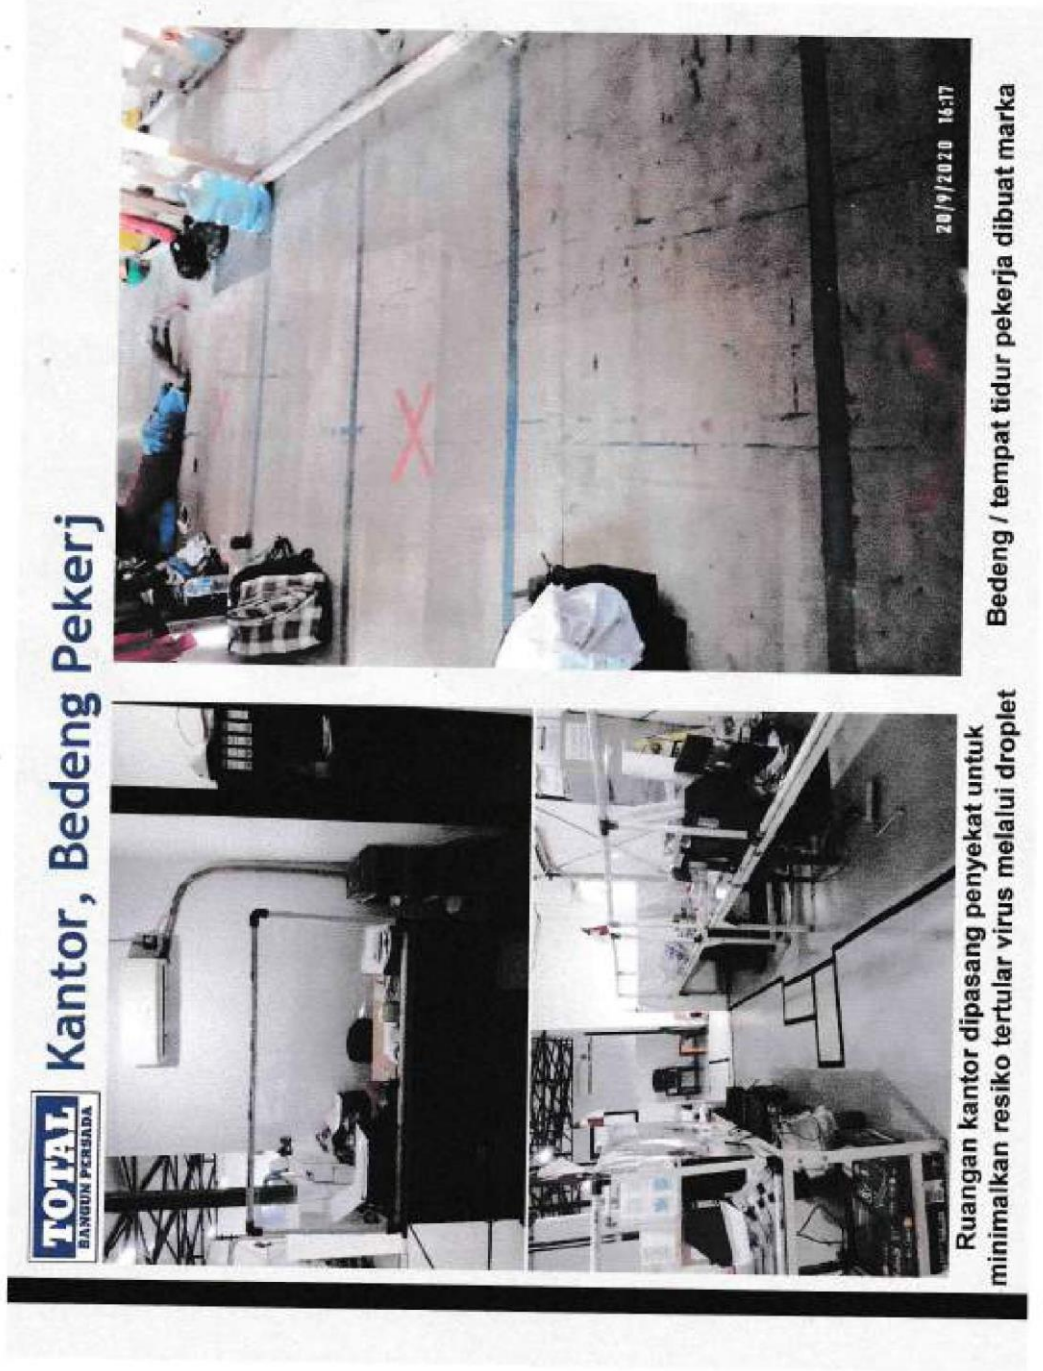 TOTAL
BANGUN PERSADA
Kantor, Bedeng Pekerj
20/9/2020 16:17
Ruangan kantor dipasang penyekat untuk
minimalkan resiko tertular virus melalui droplet
Bedeng / tempat tidur pekerja dibuat marka